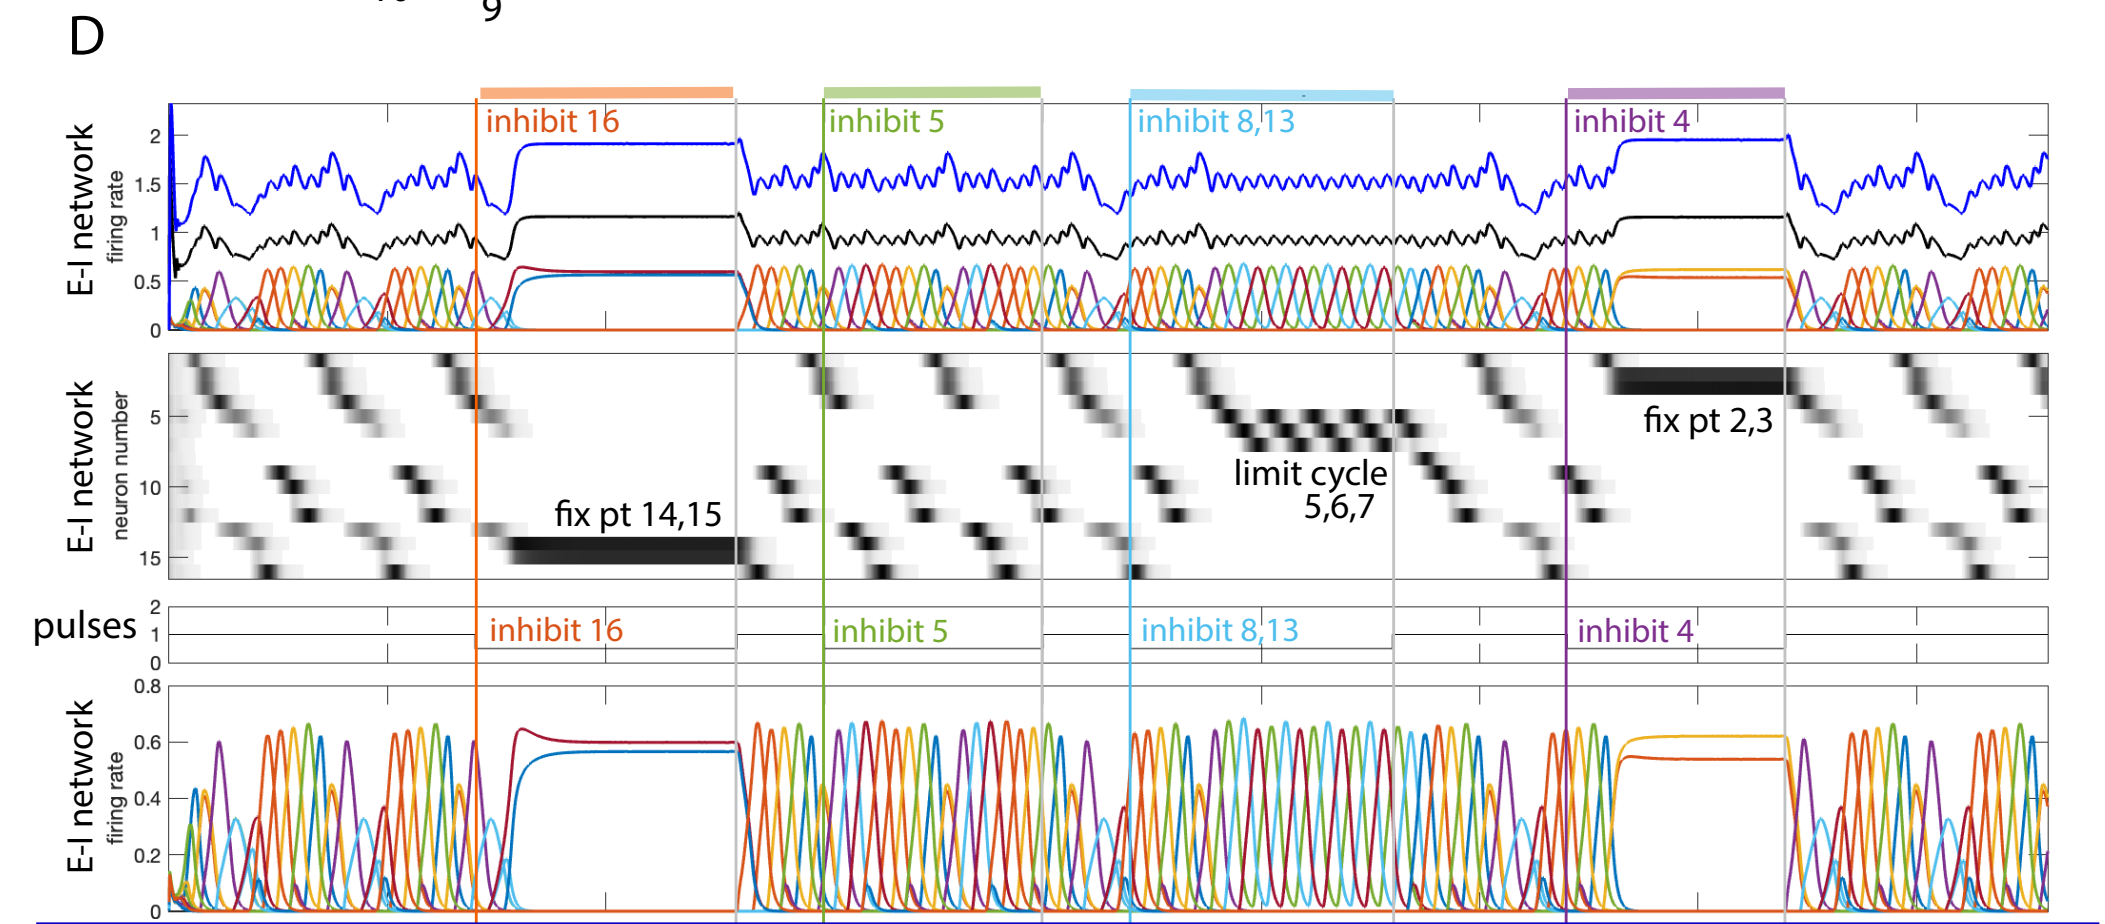 9
D
inhibit 16
inhibit 5
inhibit 8,13
inhibit 4
E-I network
firing rate
2
1.5
1
0.5
0
E-I network
neuron number
5
10
15
fix pt 14,15
limit cycle
5,6,7
fix pt 2,3
pulses
2
1
0
inhibit 16
inhibit 5
inhibit 8,13
inhibit 4
E-I network
firing rate
0.8
0.6
0.4
0.2
0